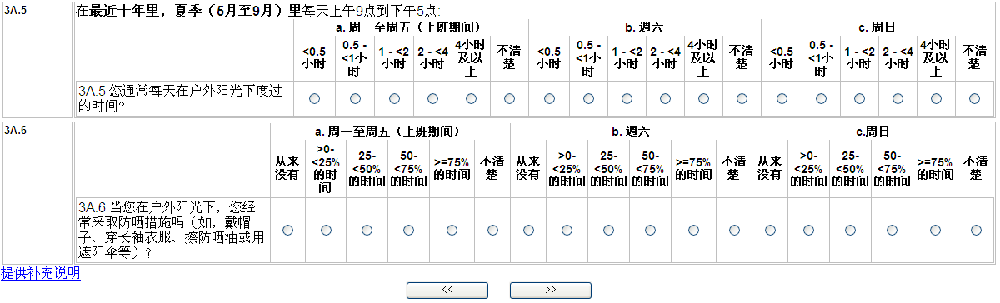 3A.5
在最近十年里，夏季（5月至9月）里每天上午9点到下午5点:
a. 周一至周五（上班期间）
b. 週六
c. 周日
<0.5
小时
0.5 -
<1小
时
1 - <2
小时
2 - <4
小时
4小时
及以
上
不清
楚
<0.5
小时
0.5 -
<1小
时
1 - <2
小时
2 - <4
小时
4小时
及以
上
不清
楚
<0.5
小时
0.5 -
<1小
时
1 - <2
小时
2 - <4
小时
4小时
及以
上
不清
楚
3A.5 您通常每天在户外阳光下度过
的时间？
3A.6
a. 周一至周五（上班期间）
b. 週六
c.周日
从来
没有
>0-
<25%
的时
间
25-
<50%
的时间
50-
<75%
的时间
>=75%
的时间
不清
楚
从来
没有
>0-
<25%
的时间
25-
<50%
的时间
50-
<75%
的时间
>=75%
的时间
不清
楚
从来
没有
>0-
<25%
的时间
25-
<50%
的时间
50-
<75%
的时间
>=75%
的时间
不清
楚
3A.6 当您在户外阳光下，您经
常采取防晒措施吗（如，戴帽
子、穿长袖衣服、擦防晒油或用
遮阳伞等）?
提供补充说明
<<
>>